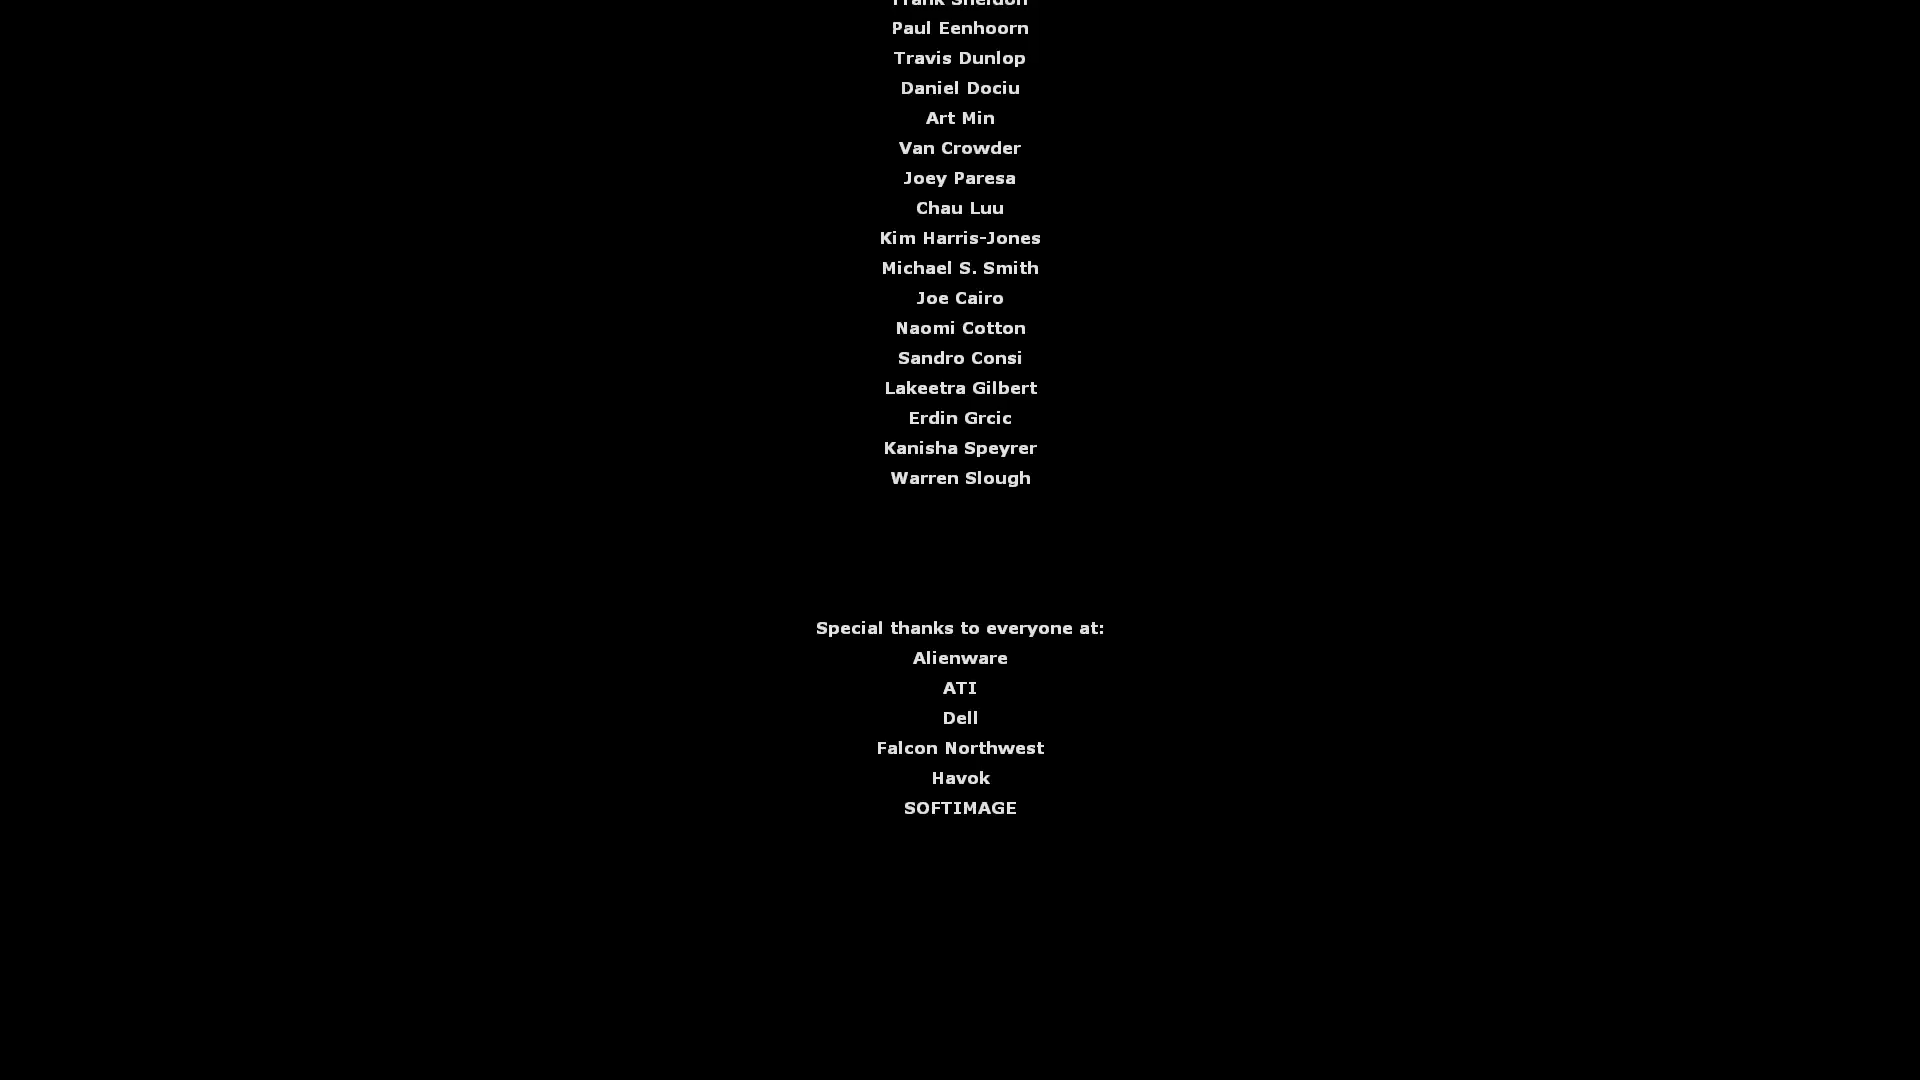 Frank Sheldon
Paul Eenhoorn
Travis Dunlop
Daniel Dociu
Art Min
Van Crowder
Joey Paresa
Chau Luu
Kim Harris-Jones
Michael S. Smith
Joe Cairo
Naomi Cotton
Sandro Consi
Lakeetra Gilbert
Erdin Grcic
Kanisha Speyrer
Warren Slough
Special thanks to everyone at:
Alienware
ATI
Dell
Falcon Northwest
Havok
SOFTIMAGE